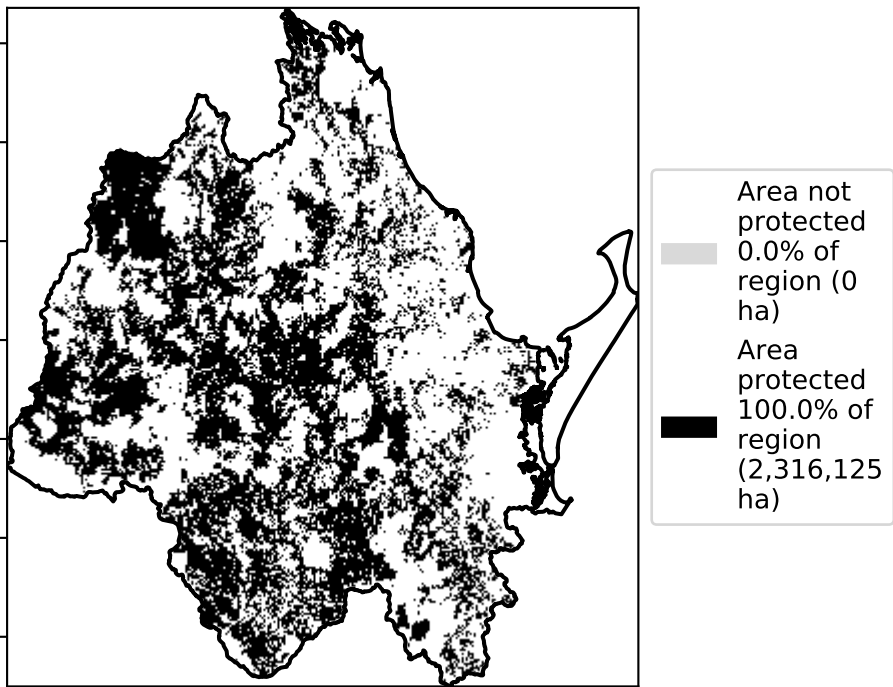 Area not
protected
0.0% of
region (0
ha)
Area
protected
100.0% of
region
(2,316,125
ha)